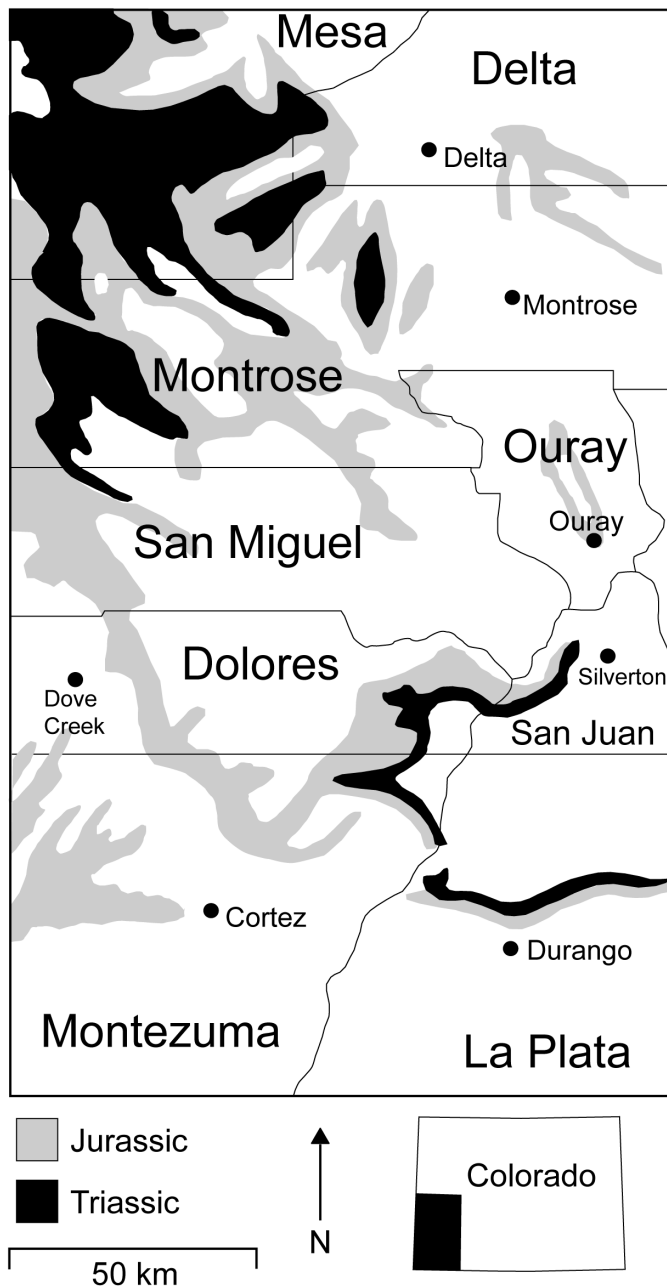 Mesa
Delta
Delta
Montrose
Montrose
Ouray
Ouray
San Miguel
Dolores
Silverton
Dove
Creek
San Juan
Cortez
Durango
Montezuma
La Plata
Jurassic
Triassic
N
Colorado
50 km